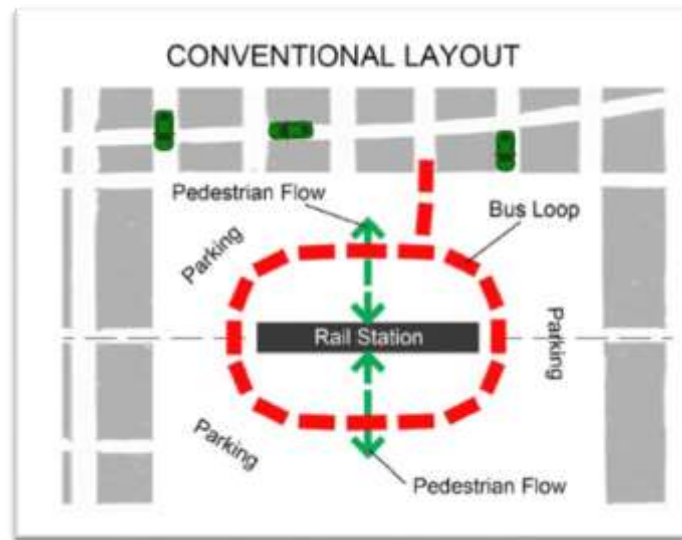 CONVENTIONAL LAYOUT
Pedestrian Flow
Bus Loop
Parking
Rail Station
Parking
Parking
Pedestrian Flow